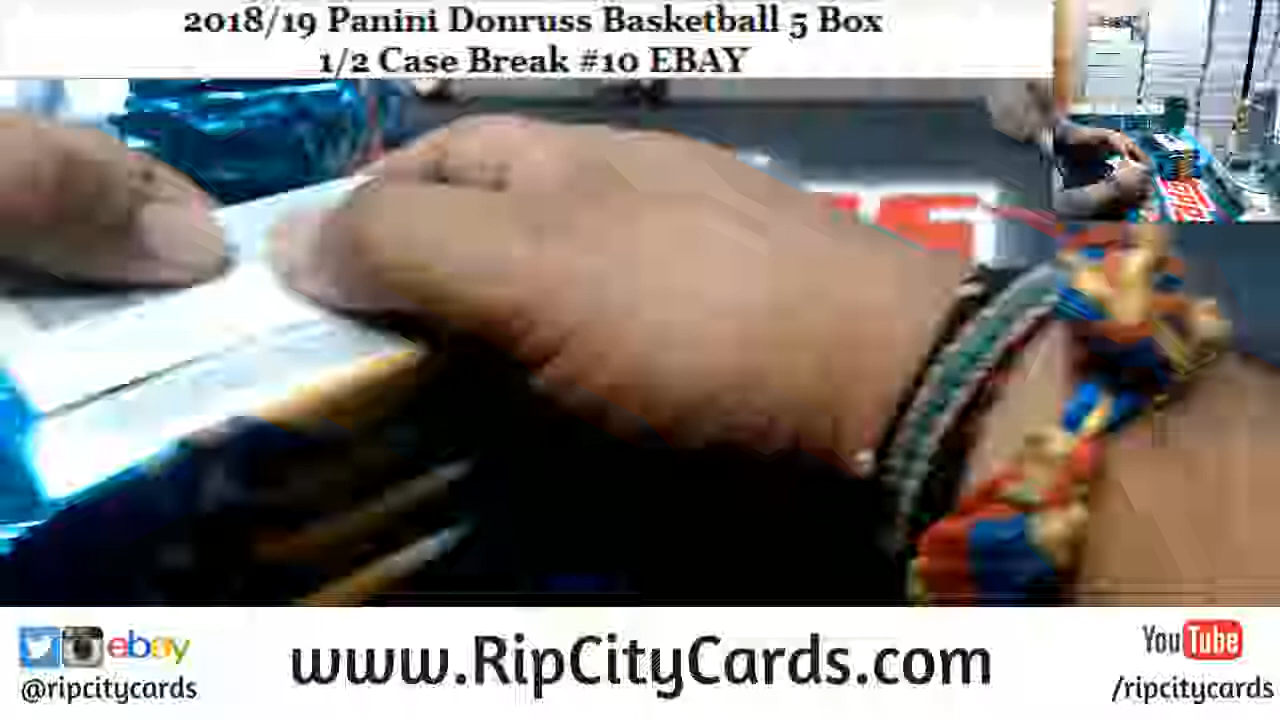 2018/19 Panini Donruss Basketball 5 Box
1/2 Case Break #10 EBAY
ebay
@ripcitycards
www.RipCityCards.com
YouTube
/ripcitycards